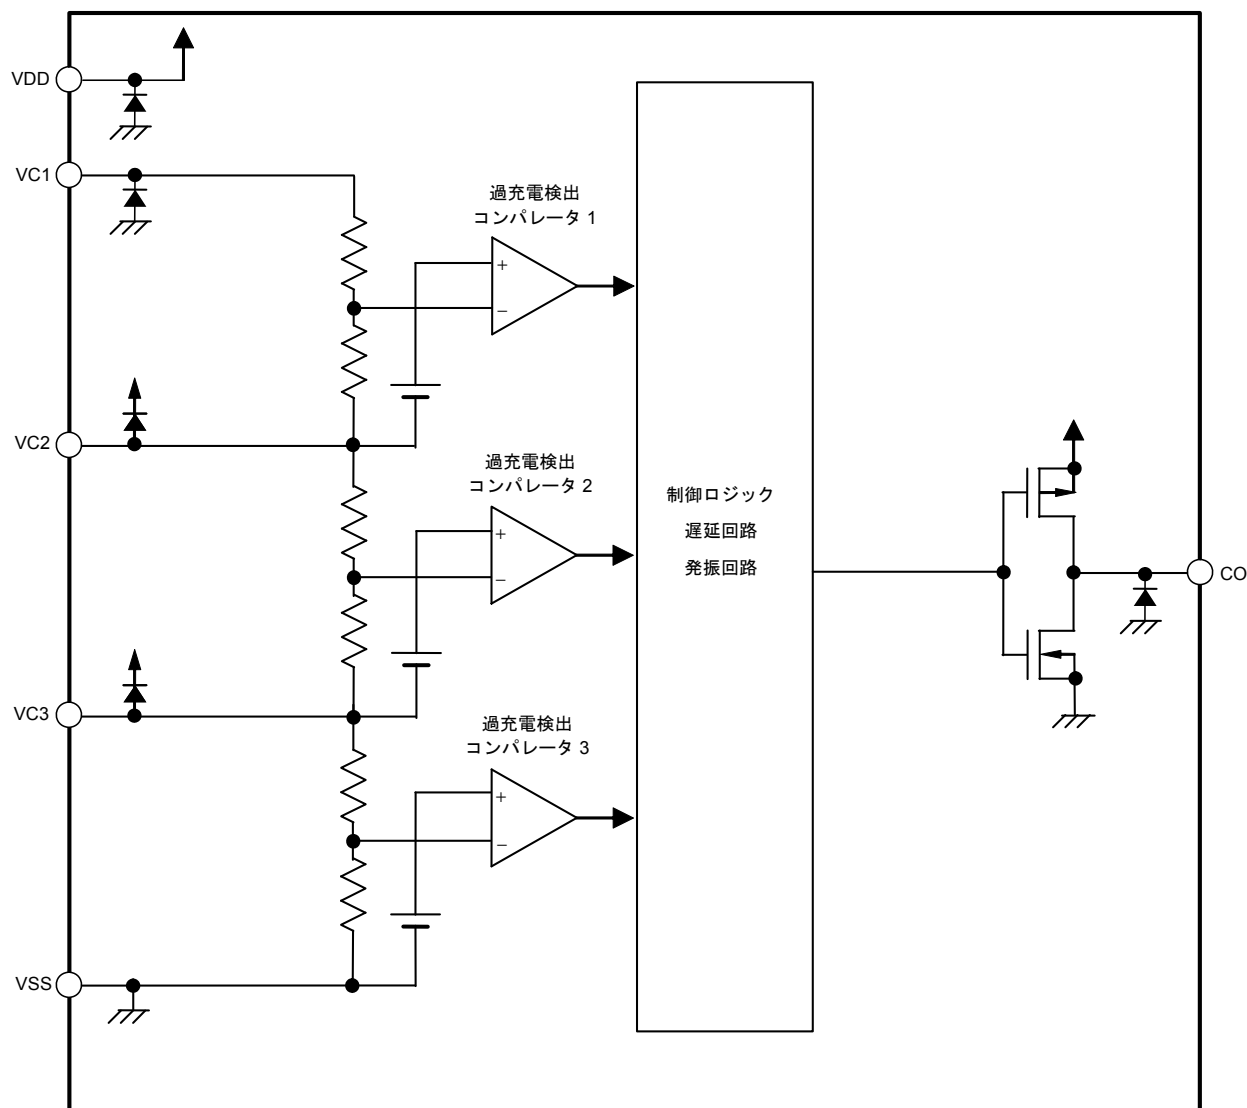 VDD
VC1
過充電検出
コンパレータ 1
+
−
VC2
過充電検出
コンパレータ 2
+
−
制御ロジック
遅延回路
発振回路
CO
VC3
過充電検出
コンパレータ 3
+
−
VSS